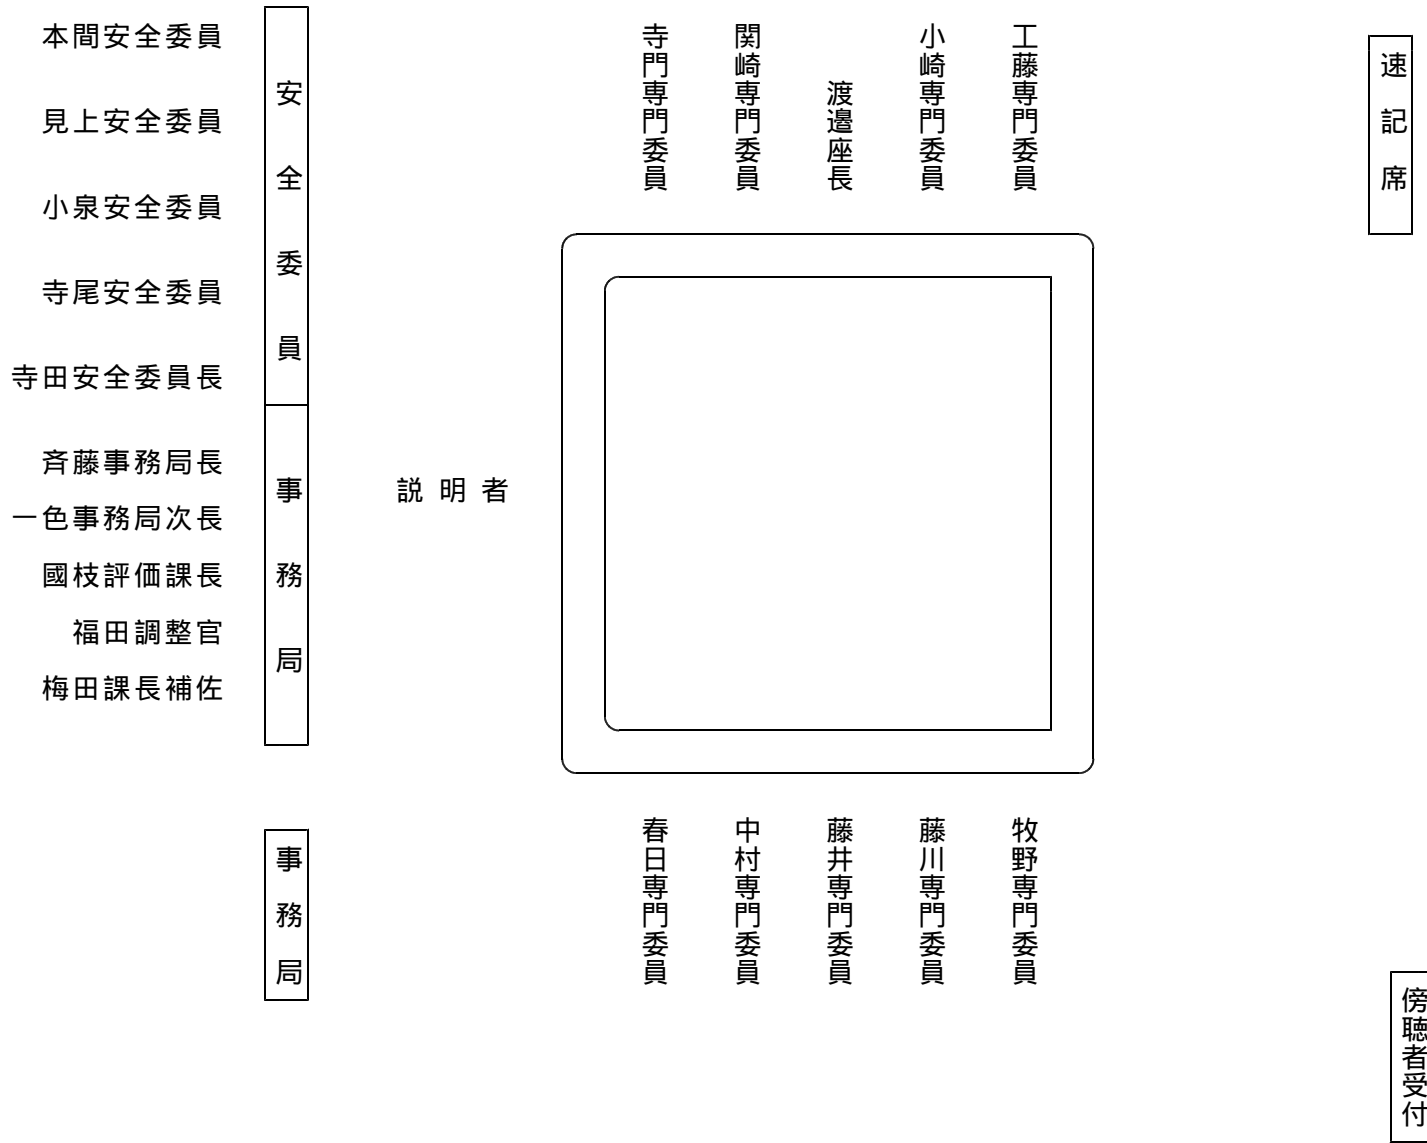 本間安全委員
見上安全委員
小泉安全委員
寺尾安全委員
寺田安全委員長
斉藤事務局長
一色事務局次長
國枝評価課長
福田調整官
梅田課長補佐
安全委員
事務局
事務局
説明者
寺門専門委員
関崎専門委員
渡邉座長
小崎専門委員
工藤専門委員
春日専門委員
中村専門委員
藤井専門委員
藤川専門委員
牧野専門委員
速記席
傍聴者受付